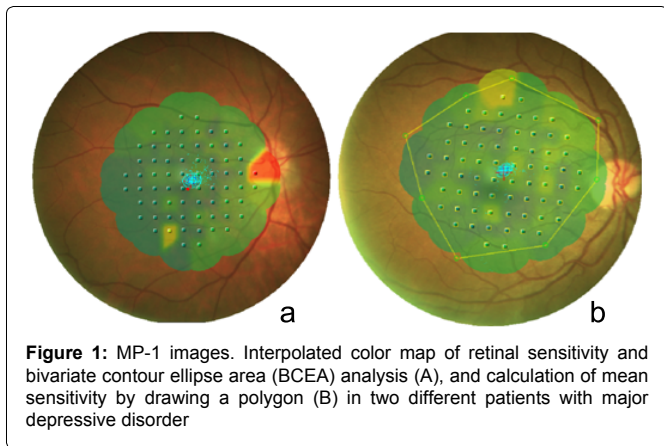 a
b
Figure 1: MP-1 images. Interpolated color map of retinal sensitivity and
bivariate contour ellipse area (BCEA) analysis (A), and calculation of mean
sensitivity by drawing a polygon (B) in two different patients with major
depressive disorder